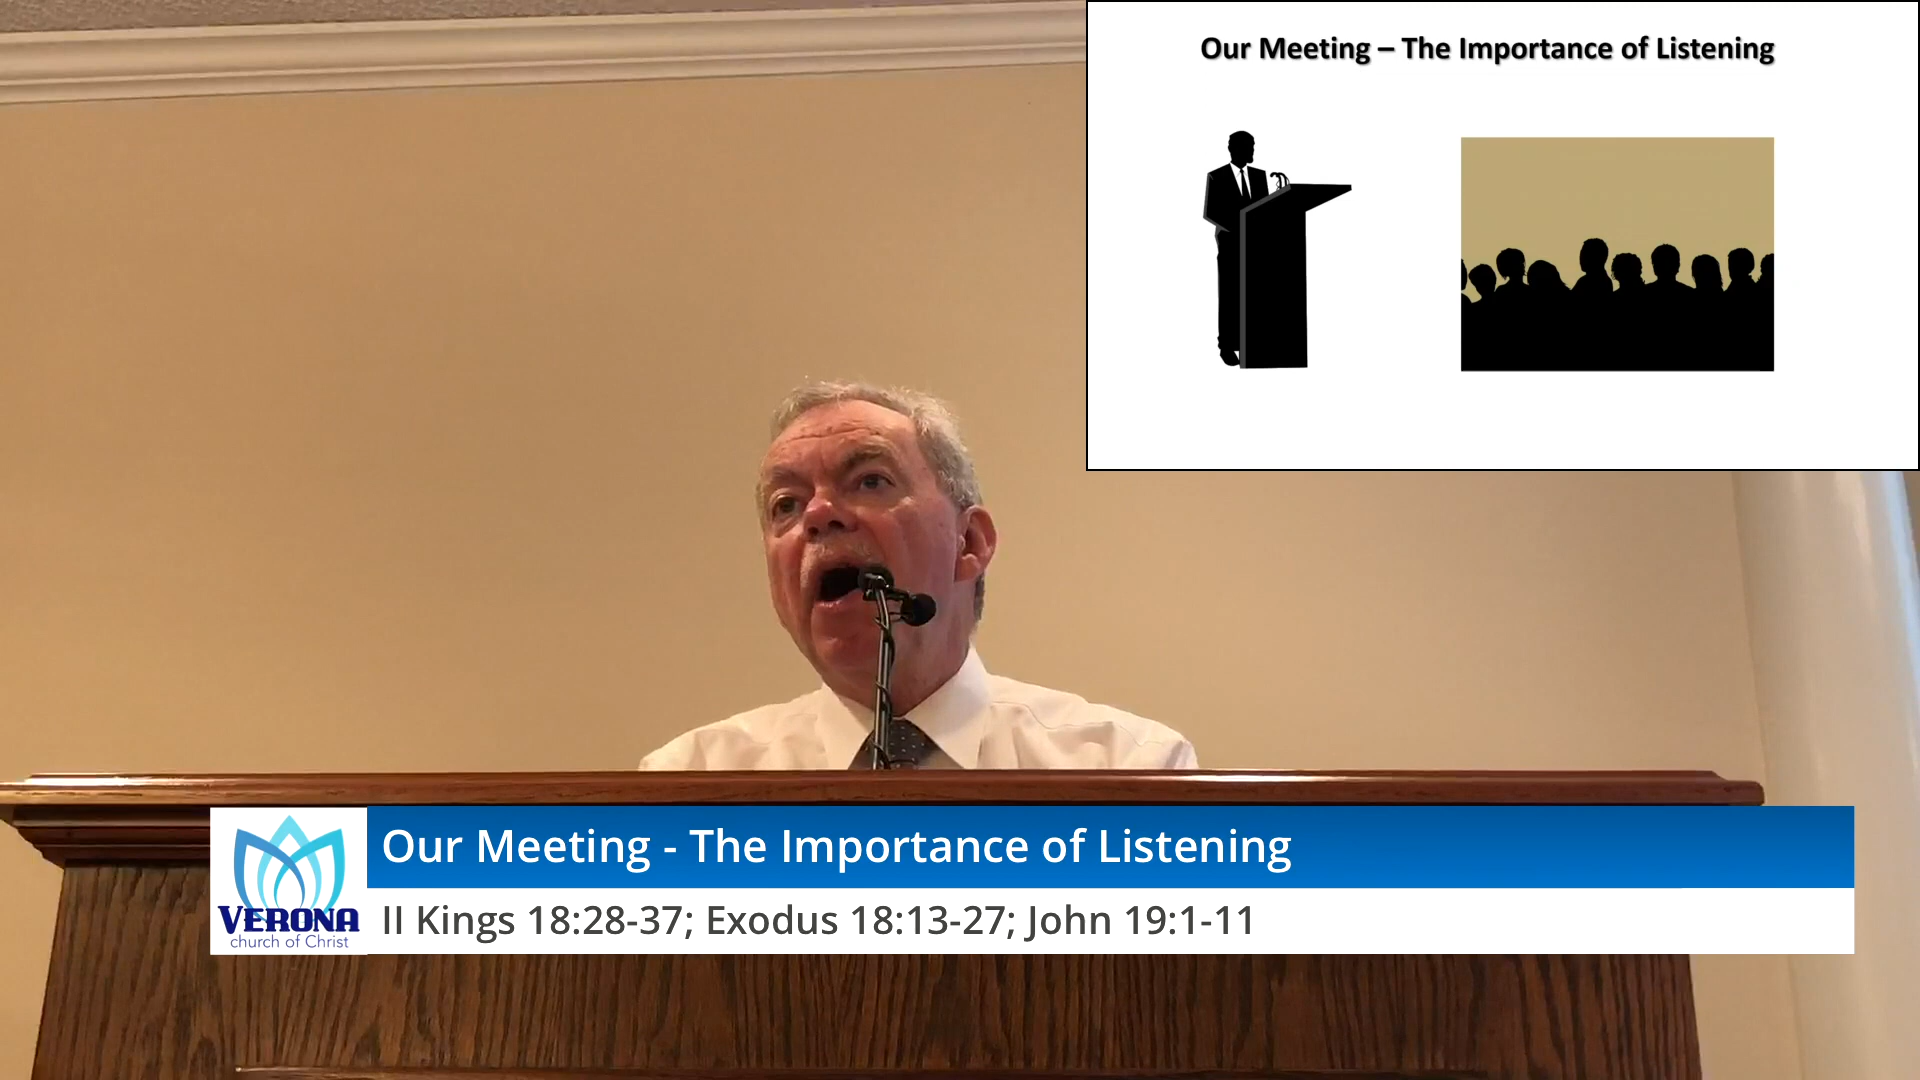 Our Meeting – The Importance of Listening
Our Meeting - The Importance of Listening
II Kings 18:28-37; Exodus 18:13-27; John 19:1-11
VERONA
church of Christ